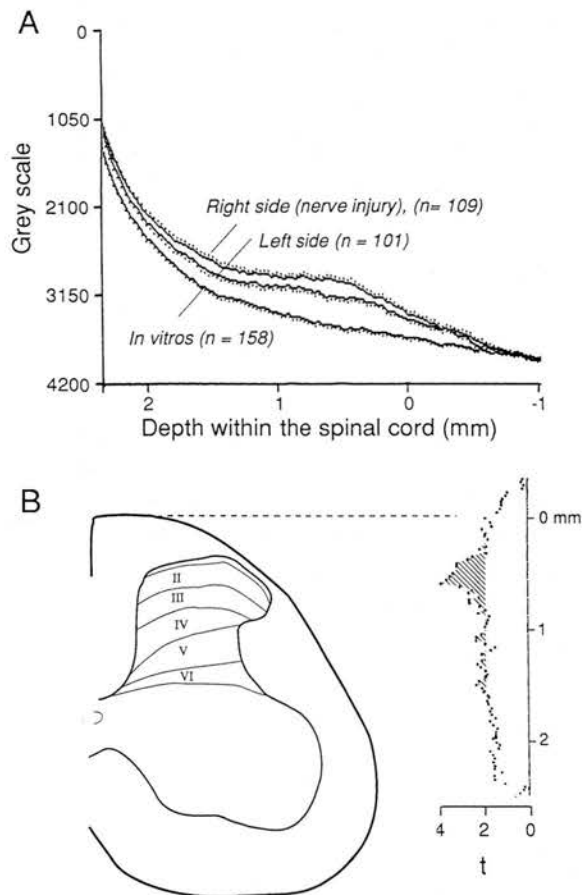 A
0
1050
2100
3150
4200
Grey scale
Right side (nerve injury), (n= 109)
Left side (n = 101)
In vitros (n = 158)
2 1 0 -1
Depth within the spinal cord (mm)
B
II
III
IV
V
VI
0 mm
1
2
4 2 0
t